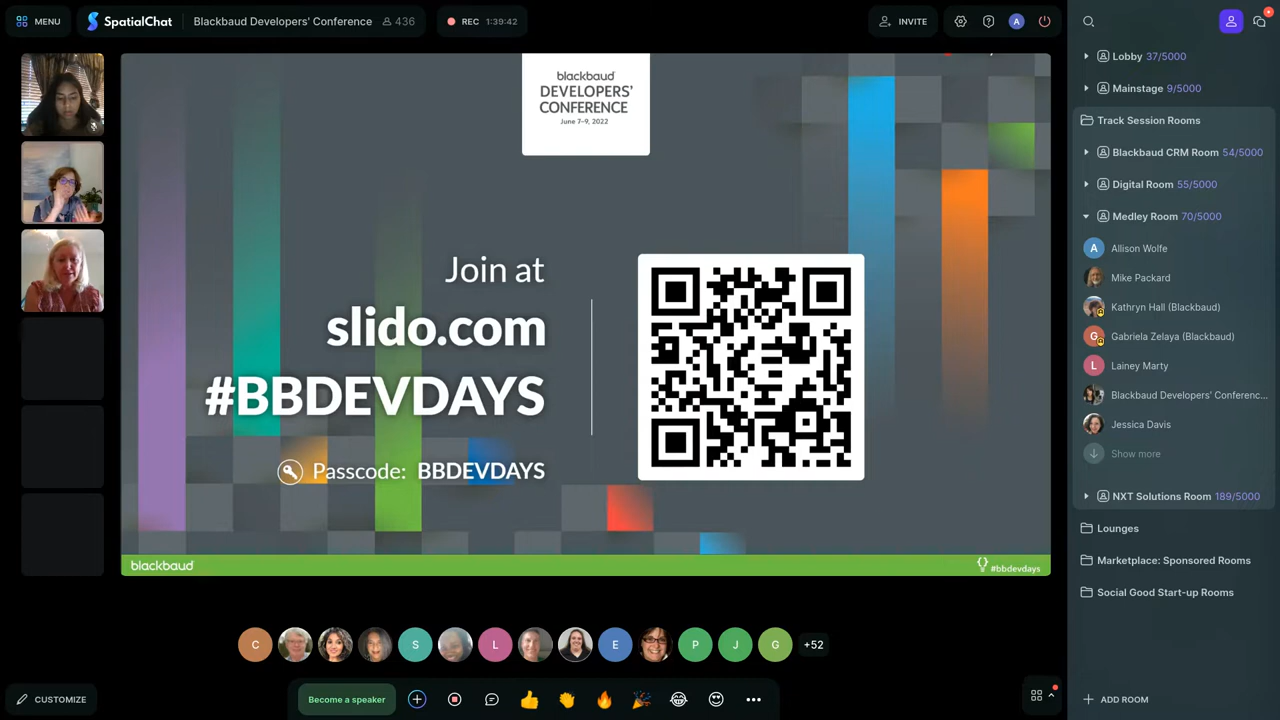 MENU
SpatialChat
Blackbaud Developers' Conference
436
REC
1:39:42
INVITE
A
blackbaud
DEVELOPERS'
CONFERENCE
June 7–9, 2022
Join at
slido.com
#BBDEVDAYS
Passcode: BBDEVDAYS
blackbaud
#bbdevdays
C
S
L
E
P
J
G
+52
CUSTOMIZE
Become a speaker
Lobby 37/5000
Mainstage 9/5000
Track Session Rooms
Blackbaud CRM Room 54/5000
Digital Room 55/5000
Medley Room 70/5000
A Allison Wolfe
Mike Packard
Kathryn Hall (Blackbaud)
G Gabriela Zelaya (Blackbaud)
L Lainey Marty
Blackbaud Developers' Conferenc...
Jessica Davis
Show more
NXT Solutions Room 189/5000
Lounges
Marketplace: Sponsored Rooms
Social Good Start-up Rooms
ADD ROOM